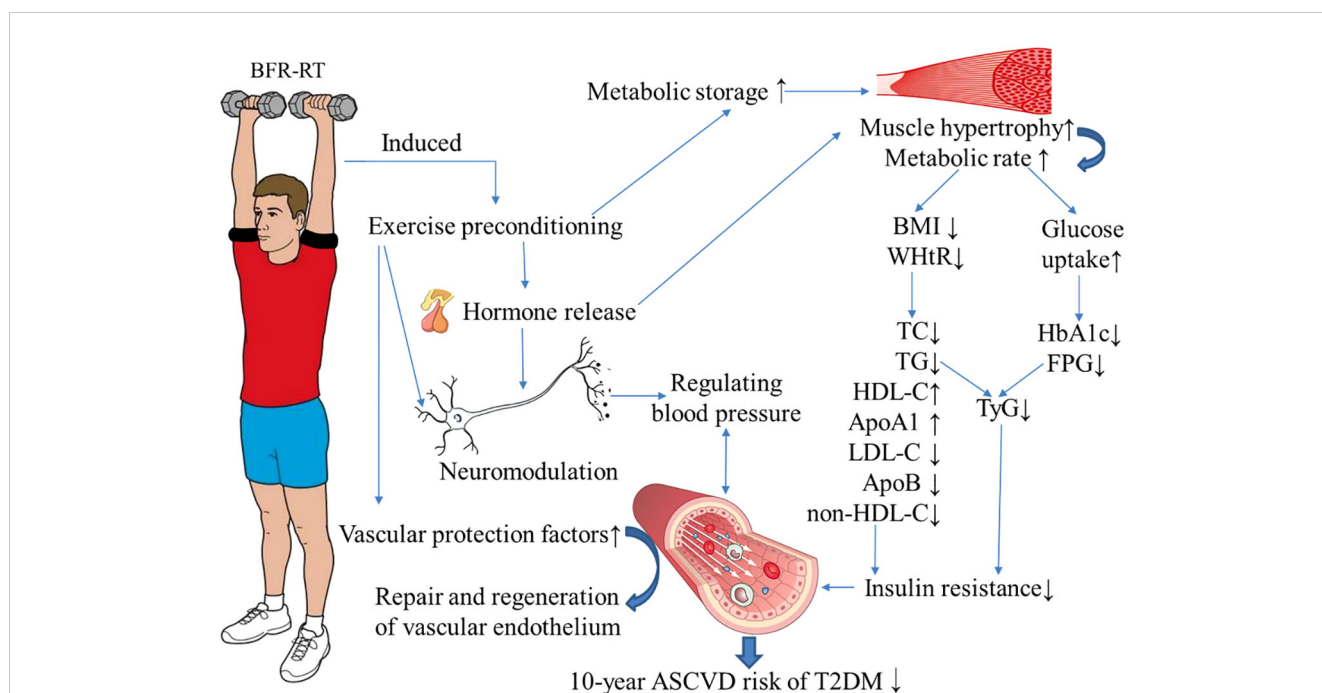 BFR-RT
Induced
Exercise preconditioning
Metabolic storage ↑
Muscle hypertrophy↑
Metabolic rate ↑
Hormone release
Neuromodulation
Regulating
blood pressure
Vascular protection factors↑
Repair and regeneration
of vascular endothelium
BMI ↓
WHtR↓
TC↓
TG↓
HDL-C↑
ApoA1 ↑
LDL-C ↓
ApoB ↓
non-HDL-C↓
Glucose
uptake↑
HbA1c↓
FPG↓
TyG↓
Insulin resistance↓
10-year ASCVD risk of T2DM ↓